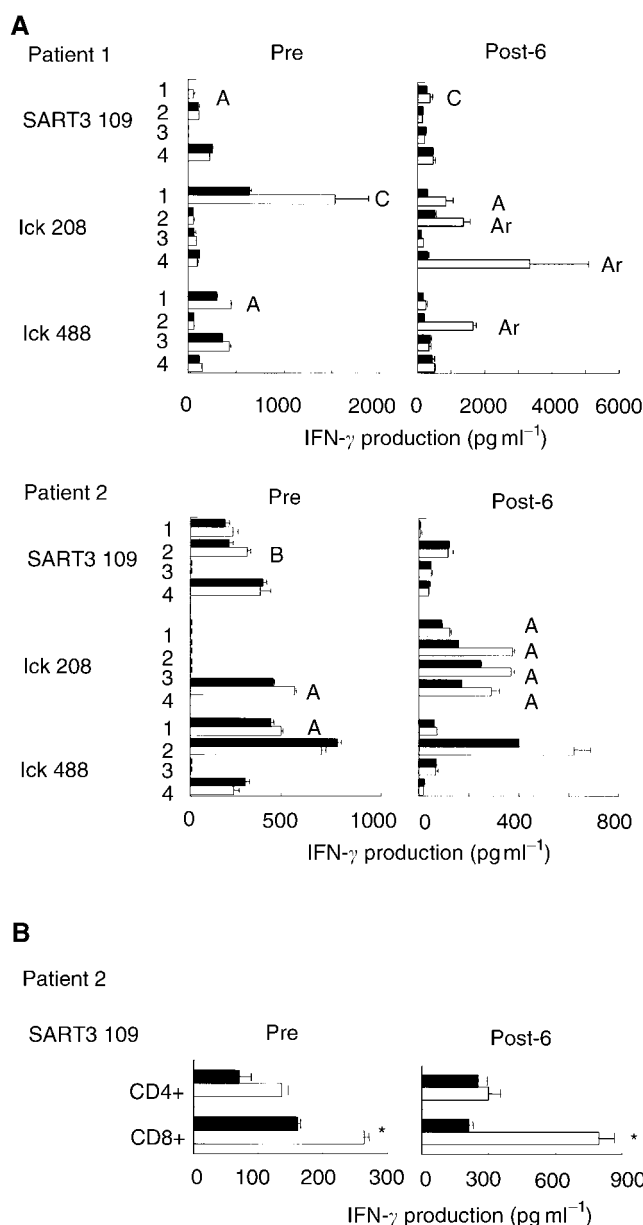 A
Patient 1
Pre
Post-6
SART3 109
1
2
3
4
A
C
lck 208
1
2
3
4
C
A
Ar
Ar
lck 488
1
2
3
4
A
Ar
0 1000 2000
0 2000 4000 6000
IFN-γ production (pg ml−1)
Patient 2
Pre
Post-6
SART3 109
1
2
3
4
B
lck 208
1
2
3
4
A
A
A
A
A
lck 488
1
2
3
4
A
0 500 1000
0 400 800
IFN-γ production (pg ml−1)
B
Patient 2
SART3 109
Pre
Post-6
CD4+
CD8+
*
*
0 100 200 300
0 300 600 900
IFN-γ production (pg ml−1)